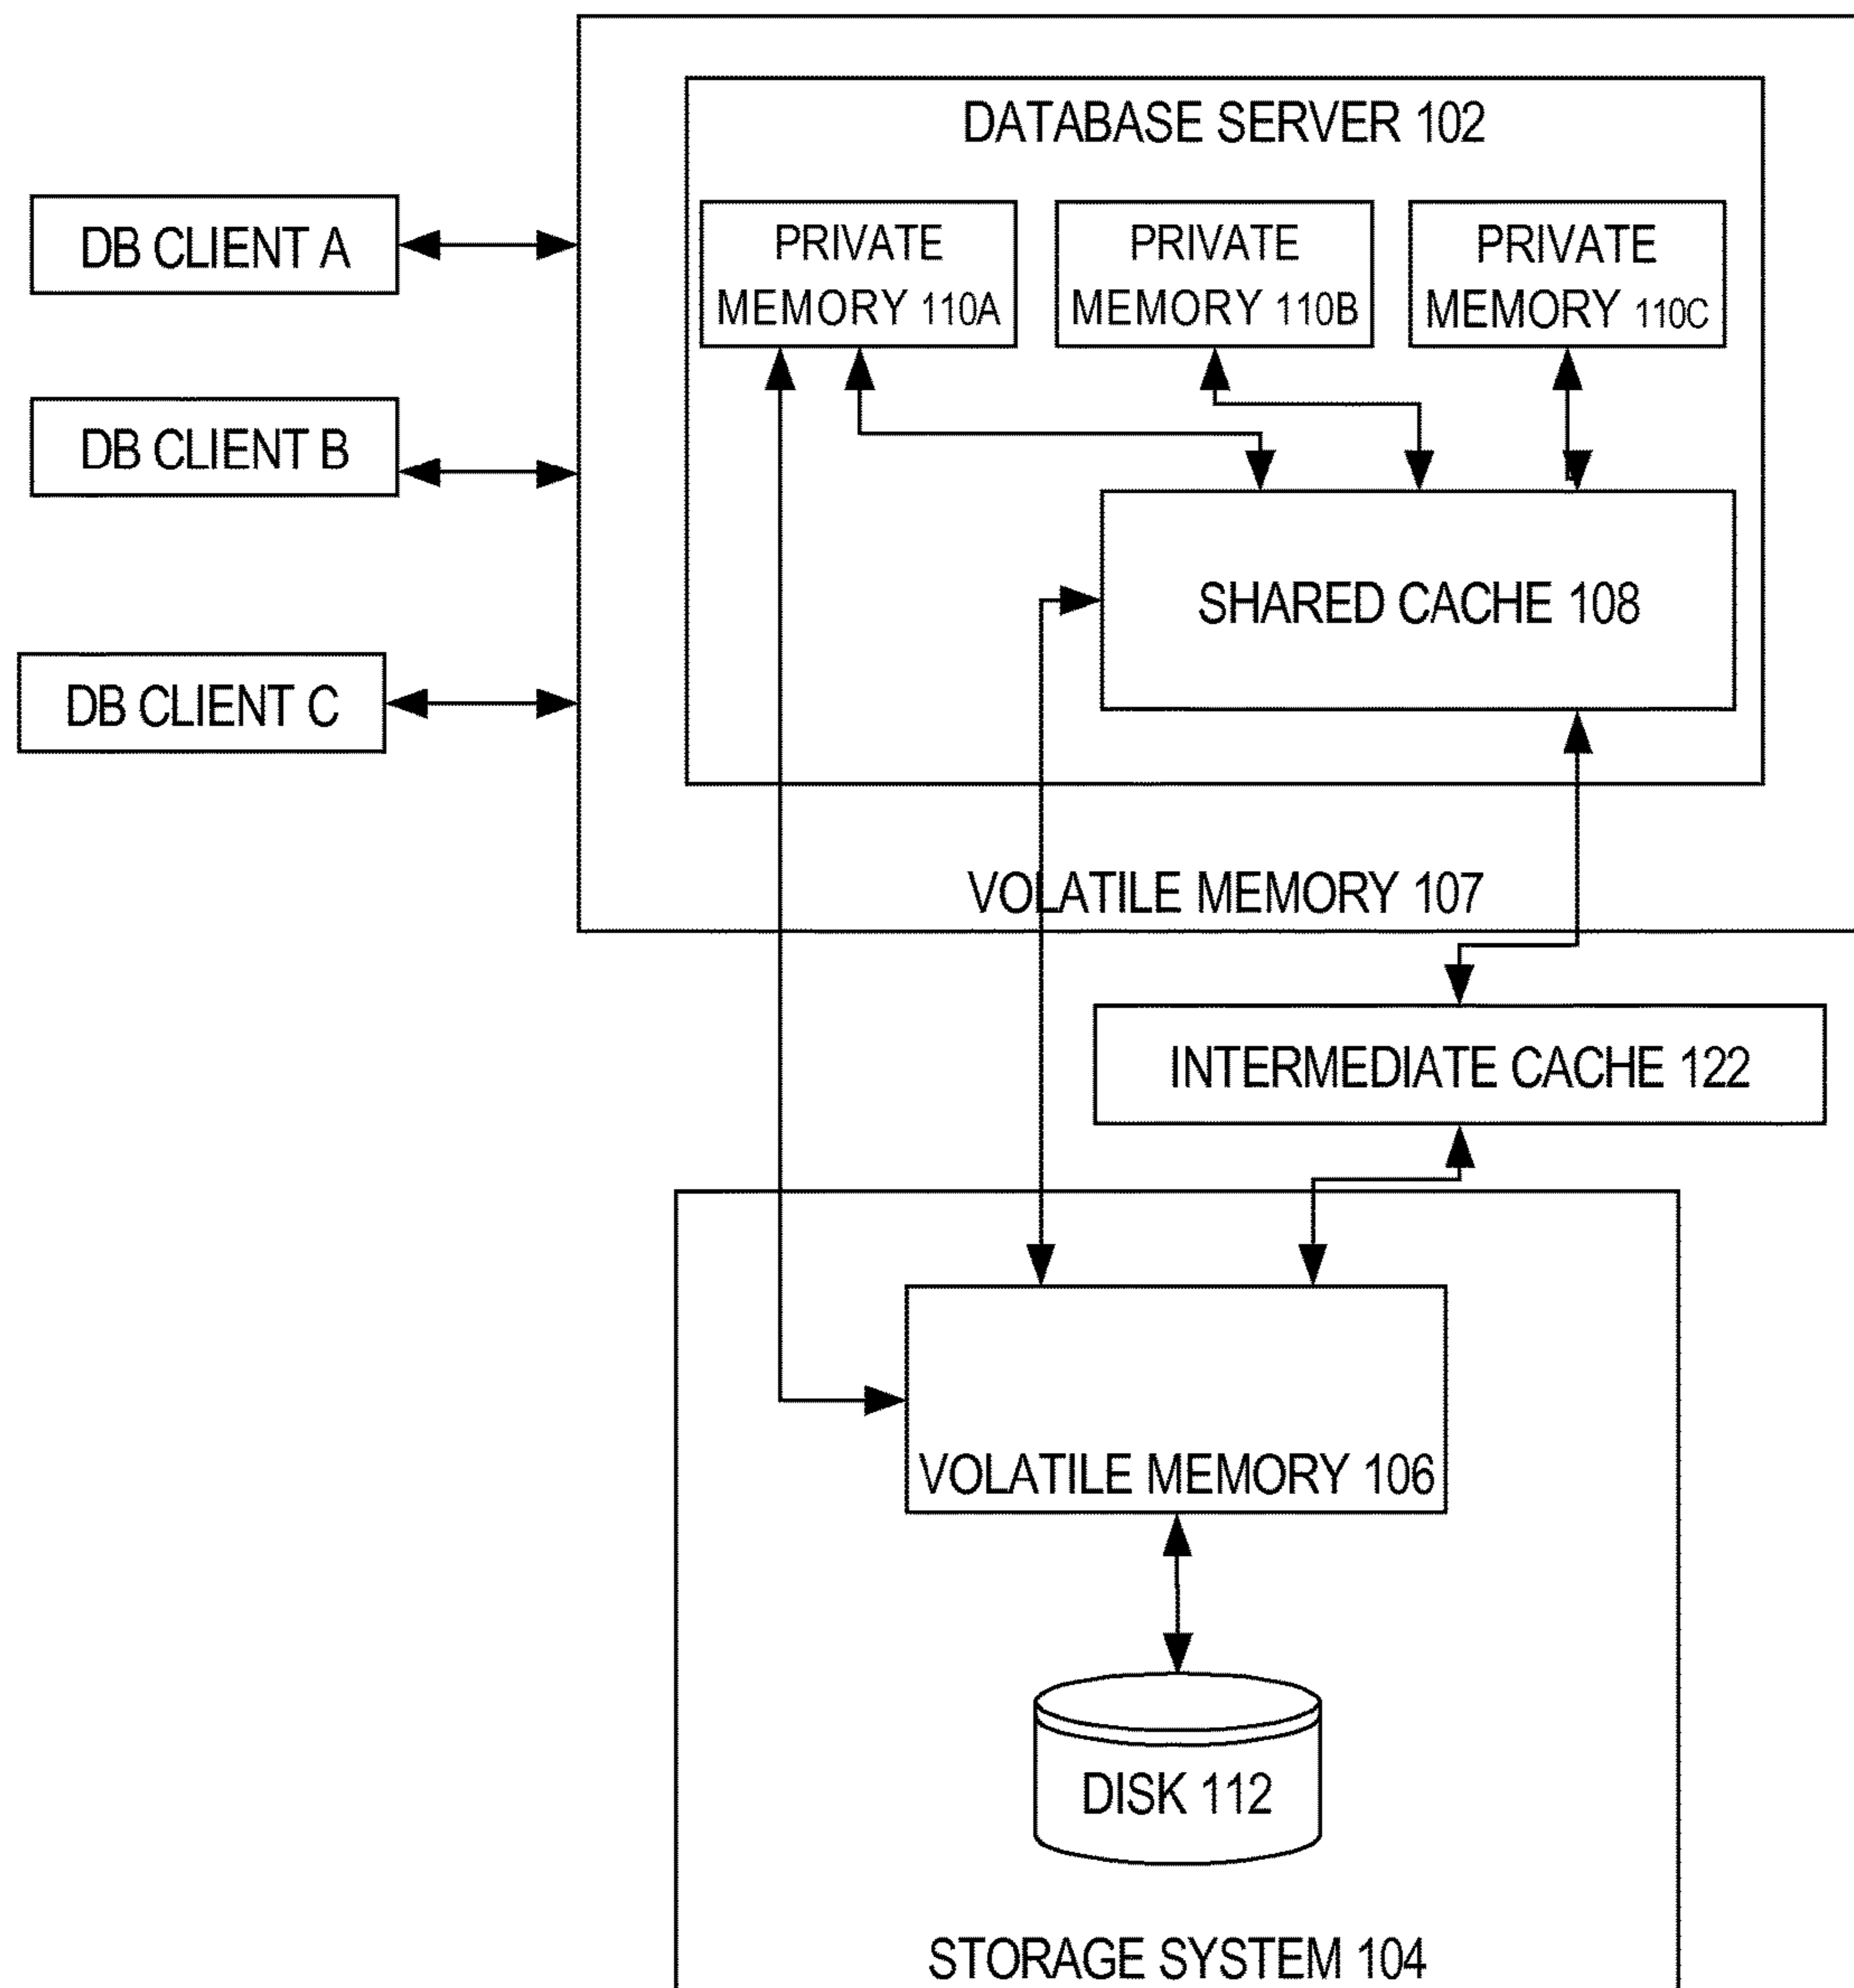 DATABASE SERVER 102
DB CLIENT A
PRIVATE
MEMORY 110A
PRIVATE
MEMORY 110B
PRIVATE
MEMORY 110C
DB CLIENT B
SHARED CACHE 108
DB CLIENT C
VOLATILE MEMORY 107
INTERMEDIATE CACHE 122
VOLATILE MEMORY 106
DISK 112
STORAGE SYSTEM 104